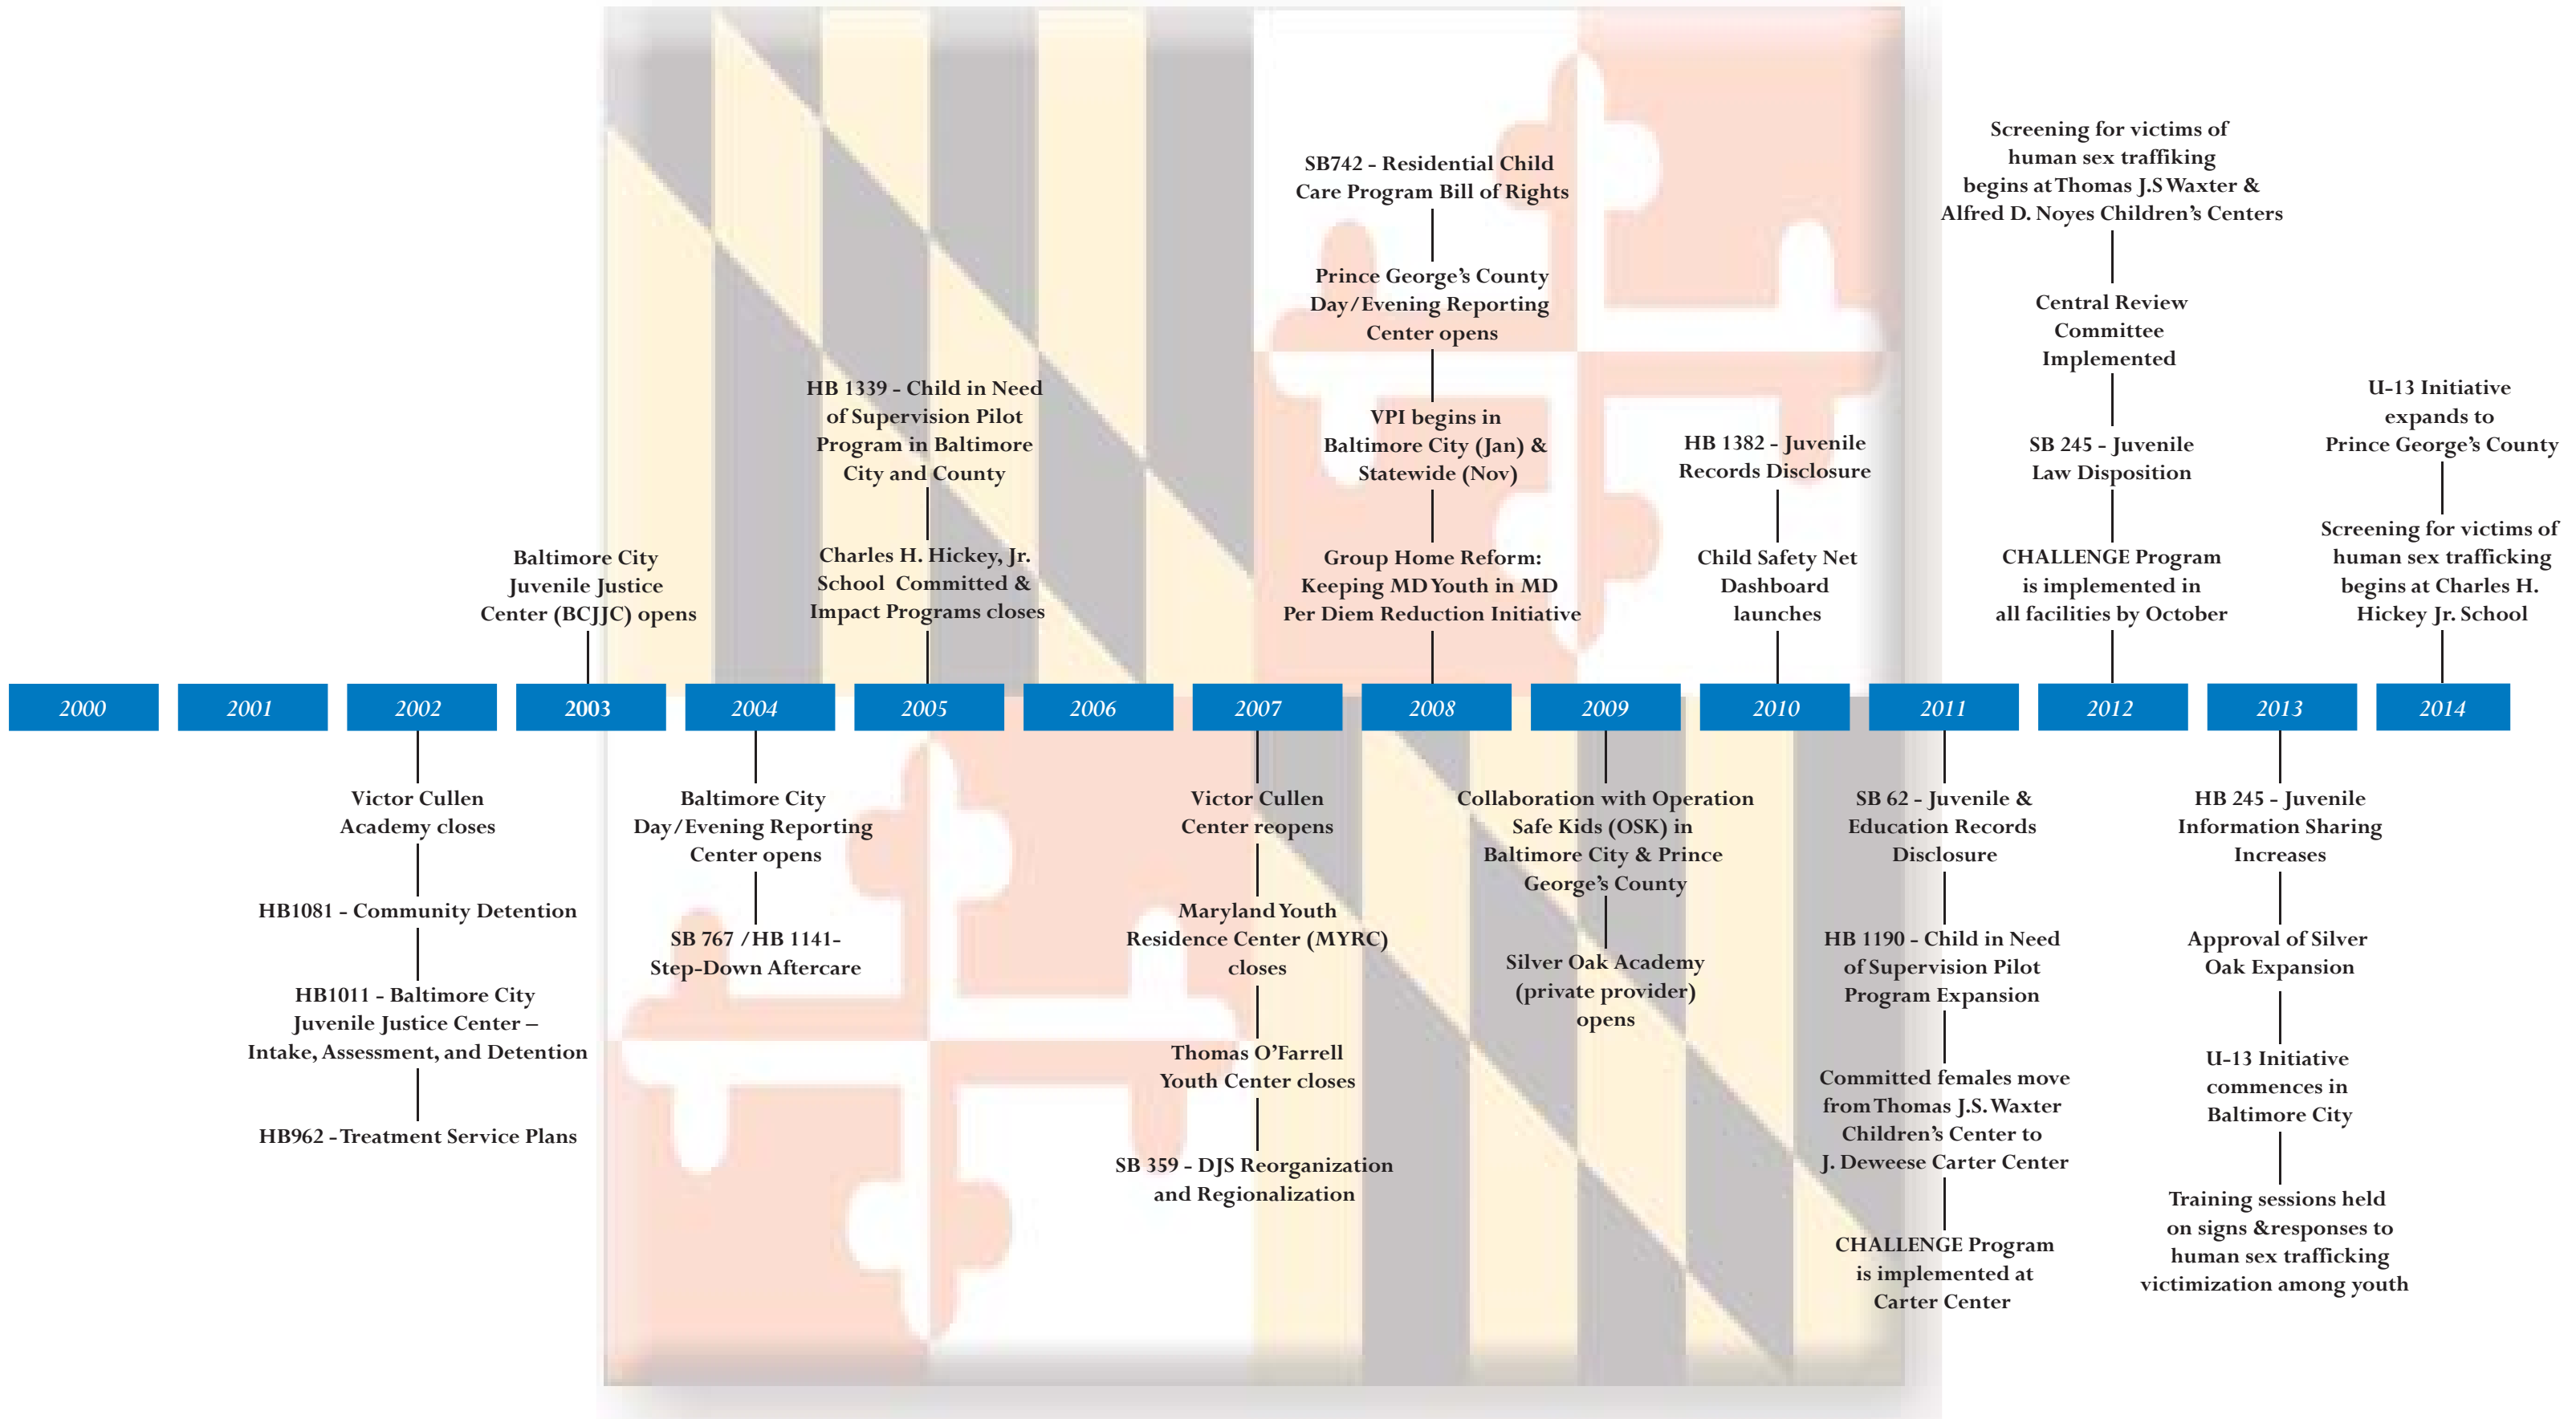 Screening for victims of
human sex traffiking
begins at Thomas J.S Waxter &
Alfred D. Noyes Children's Centers
Central Review
Committee
Implemented
SB 245 - Juvenile
Law Disposition
CHALLENGE Program
is implemented in
all facilities by October
SB742 - Residential Child
Care Program Bill of Rights
Prince George's County
Day/Evening Reporting
Center opens
VPI begins in
Baltimore City (Jan) &
Statewide (Nov)
Group Home Reform:
Keeping MD Youth in MD
Per Diem Reduction Initiative
HB 1339 - Child in Need
of Supervision Pilot
Program in Baltimore
City and County
Charles H. Hickey, Jr.
School Committed &
Impact Programs closes
U-13 Initiative
expands to
Prince George's County
Screening for victims of
human sex trafficking
begins at Charles H.
Hickey Jr. School
HB 1382 - Juvenile
Records Disclosure
Child Safety Net
Dashboard
launches
Baltimore City
Juvenile Justice
Center (BCJJC) opens
2000
2001
2002
2003
2004
2005
2006
2007
2008
2009
2010
2011
2012
2013
2014
Victor Cullen
Academy closes
HB1081 - Community Detention
HB1011 - Baltimore City
Juvenile Justice Center –
Intake, Assessment, and Detention
HB962 - Treatment Service Plans
Baltimore City
Day/Evening Reporting
Center opens
SB 767 /HB 1141-
Step-Down Aftercare
Victor Cullen
Center reopens
Maryland Youth
Residence Center (MYRC)
closes
Thomas O'Farrell
Youth Center closes
SB 359 - DJS Reorganization
and Regionalization
Collaboration with Operation
Safe Kids (OSK) in
Baltimore City & Prince
George's County
Silver Oak Academy
(private provider)
opens
SB 62 - Juvenile &
Education Records
Disclosure
HB 1190 - Child in Need
of Supervision Pilot
Program Expansion
Committed females move
from Thomas J.S. Waxter
Children's Center to
J. Deweese Carter Center
CHALLENGE Program
is implemented at
Carter Center
HB 245 - Juvenile
Information Sharing
Increases
Approval of Silver
Oak Expansion
U-13 Initiative
commences in
Baltimore City
Training sessions held
on signs &responses to
human sex trafficking
victimization among youth